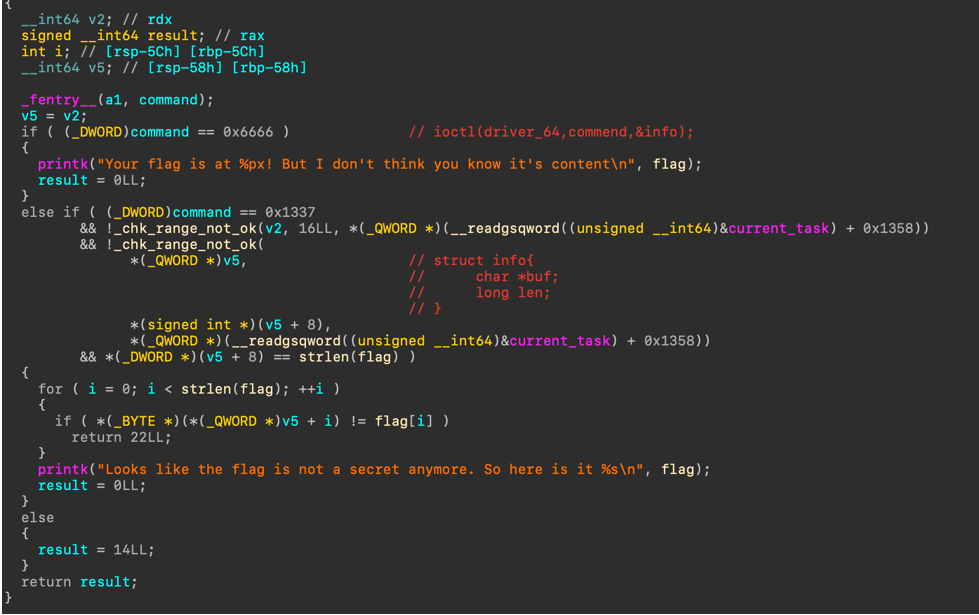 {
  __int64 v2; // rdx
  signed __int64 result; // rax
  int i; // [rsp-5Ch] [rbp-5Ch]
  __int64 v5; // [rsp-58h] [rbp-58h]

  _fentry__(a1, command);
  v5 = v2;
  if ( (_DWORD)command == 0x6666 )              // ioctl(driver_64,commend,&info);
  {
    printk("Your flag is at %px! But I don't think you know it's content\n", flag);
    result = 0LL;
  }
  else if ( (_DWORD)command == 0x1337
         && !_chk_range_not_ok(v2, 16LL, *(_QWORD *)(__readgsqword((unsigned __int64)&current_task) + 0x1358))
         && !_chk_range_not_ok(
               *(_QWORD *)v5,                   // struct info{
                                                //      char *buf;
                                                //      long len;
                                                // }
               *(signed int *)(v5 + 8),
               *(_QWORD *)(__readgsqword((unsigned __int64)&current_task) + 0x1358))
         && *(_DWORD *)(v5 + 8) == strlen(flag) )
  {
    for ( i = 0; i < strlen(flag); ++i )
    {
      if ( *(_BYTE *)(*(_QWORD *)v5 + i) != flag[i] )
        return 22LL;
    }
    printk("Looks like the flag is not a secret anymore. So here is it %s\n", flag);
    result = 0LL;
  }
  else
  {
    result = 14LL;
  }
  return result;
}